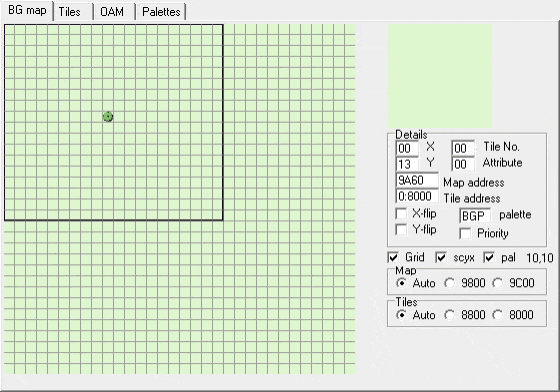 BG map Tiles OAM Palettes
Details
00 X 00 Tile No.
13 Y 00 Attribute
9A60 Map address
0:8000 Tile address
X-flip BGP palette
Y-flip Priority
Grid scyx pal 10,10
Map
Auto 9800 9C00
Tiles
Auto 8800 8000